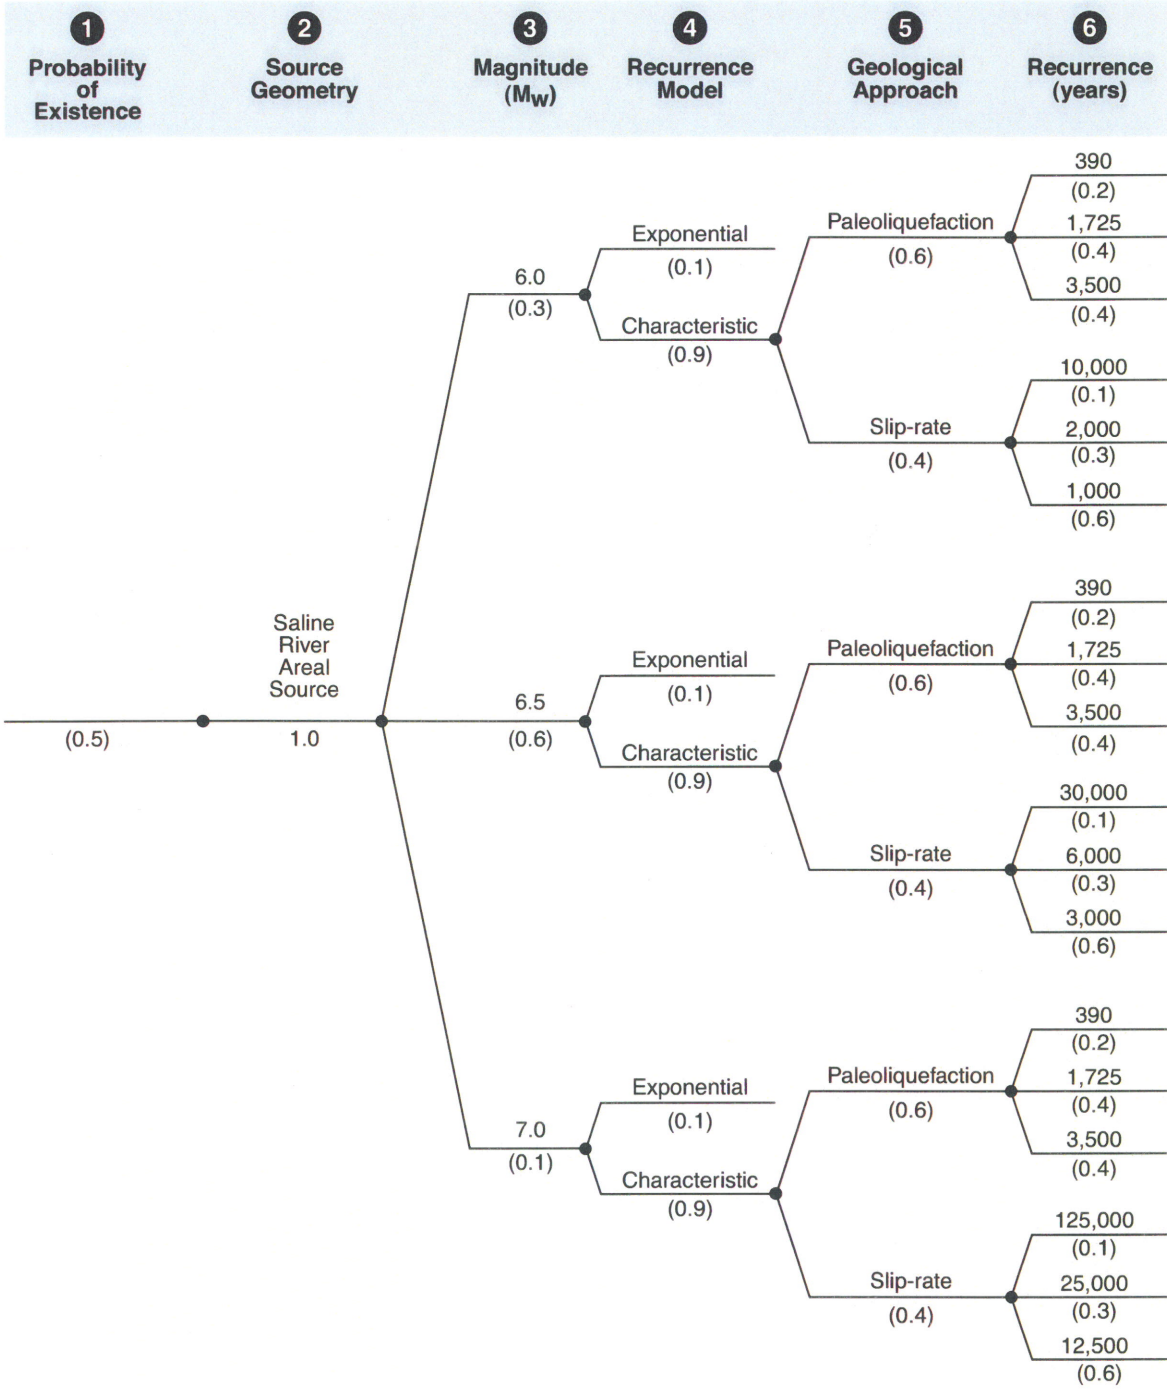 1 2 3 4 5 6
Probability of Existence
Source Geometry
Magnitude (Mw)
Recurrence Model
Geological Approach
Recurrence (years)
(0.5)
Saline
River
Areal
Source
1.0
6.0
(0.3)
Exponential
(0.1)
Characteristic
(0.9)
Paleoliquefaction
(0.6)
390
(0.2)
1,725
(0.4)
3,500
(0.4)
Slip-rate
(0.4)
10,000
(0.1)
2,000
(0.3)
1,000
(0.6)
6.5
(0.6)
Exponential
(0.1)
Characteristic
(0.9)
Paleoliquefaction
(0.6)
390
(0.2)
1,725
(0.4)
3,500
(0.4)
Slip-rate
(0.4)
30,000
(0.1)
6,000
(0.3)
3,000
(0.6)
7.0
(0.1)
Exponential
(0.1)
Characteristic
(0.9)
Paleoliquefaction
(0.6)
390
(0.2)
1,725
(0.4)
3,500
(0.4)
Slip-rate
(0.4)
125,000
(0.1)
25,000
(0.3)
12,500
(0.6)